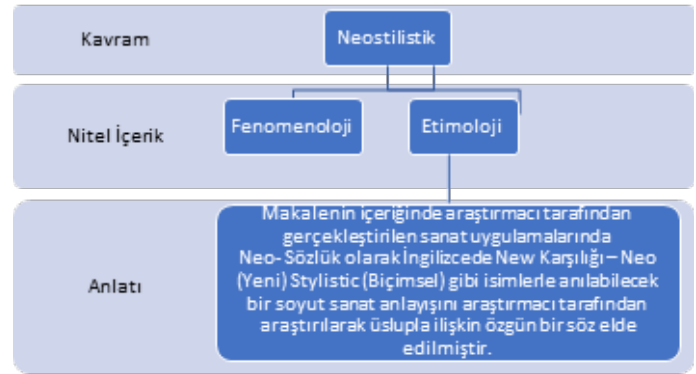 Kavram
Neostilistik
Nitel İçerik
Fenomenoloji
Etimoloji
Anlatı
Makalenin içeriğinde araştırmacı tarafından
gerçekleştirilen sanat uygulamalarında
Neo- Sözlük olarak İngilizcede New Karşılığı – Neo
(Yeni) Stylistic (Biçimsel) gibi isimlerle anılabilecek
bir soyut sanat anlayışını araştırmacı tarafından
araştırılarak üslupla ilişkin özgün bir söz elde
edilmiştir.